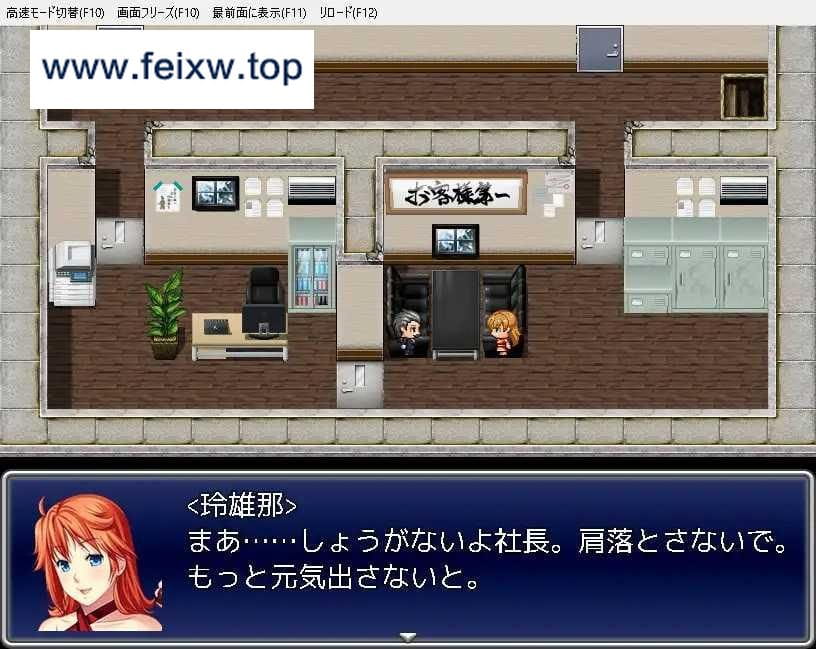 高速モード切替(F10) 画面フリーズ(F10) 最前面に表示(F11) リロード(F12)
www.feixw.top
お客様第一
<玲雄那>
まあ……しょうがないよ社長。肩落とさないで。
もっと元気出さないと。